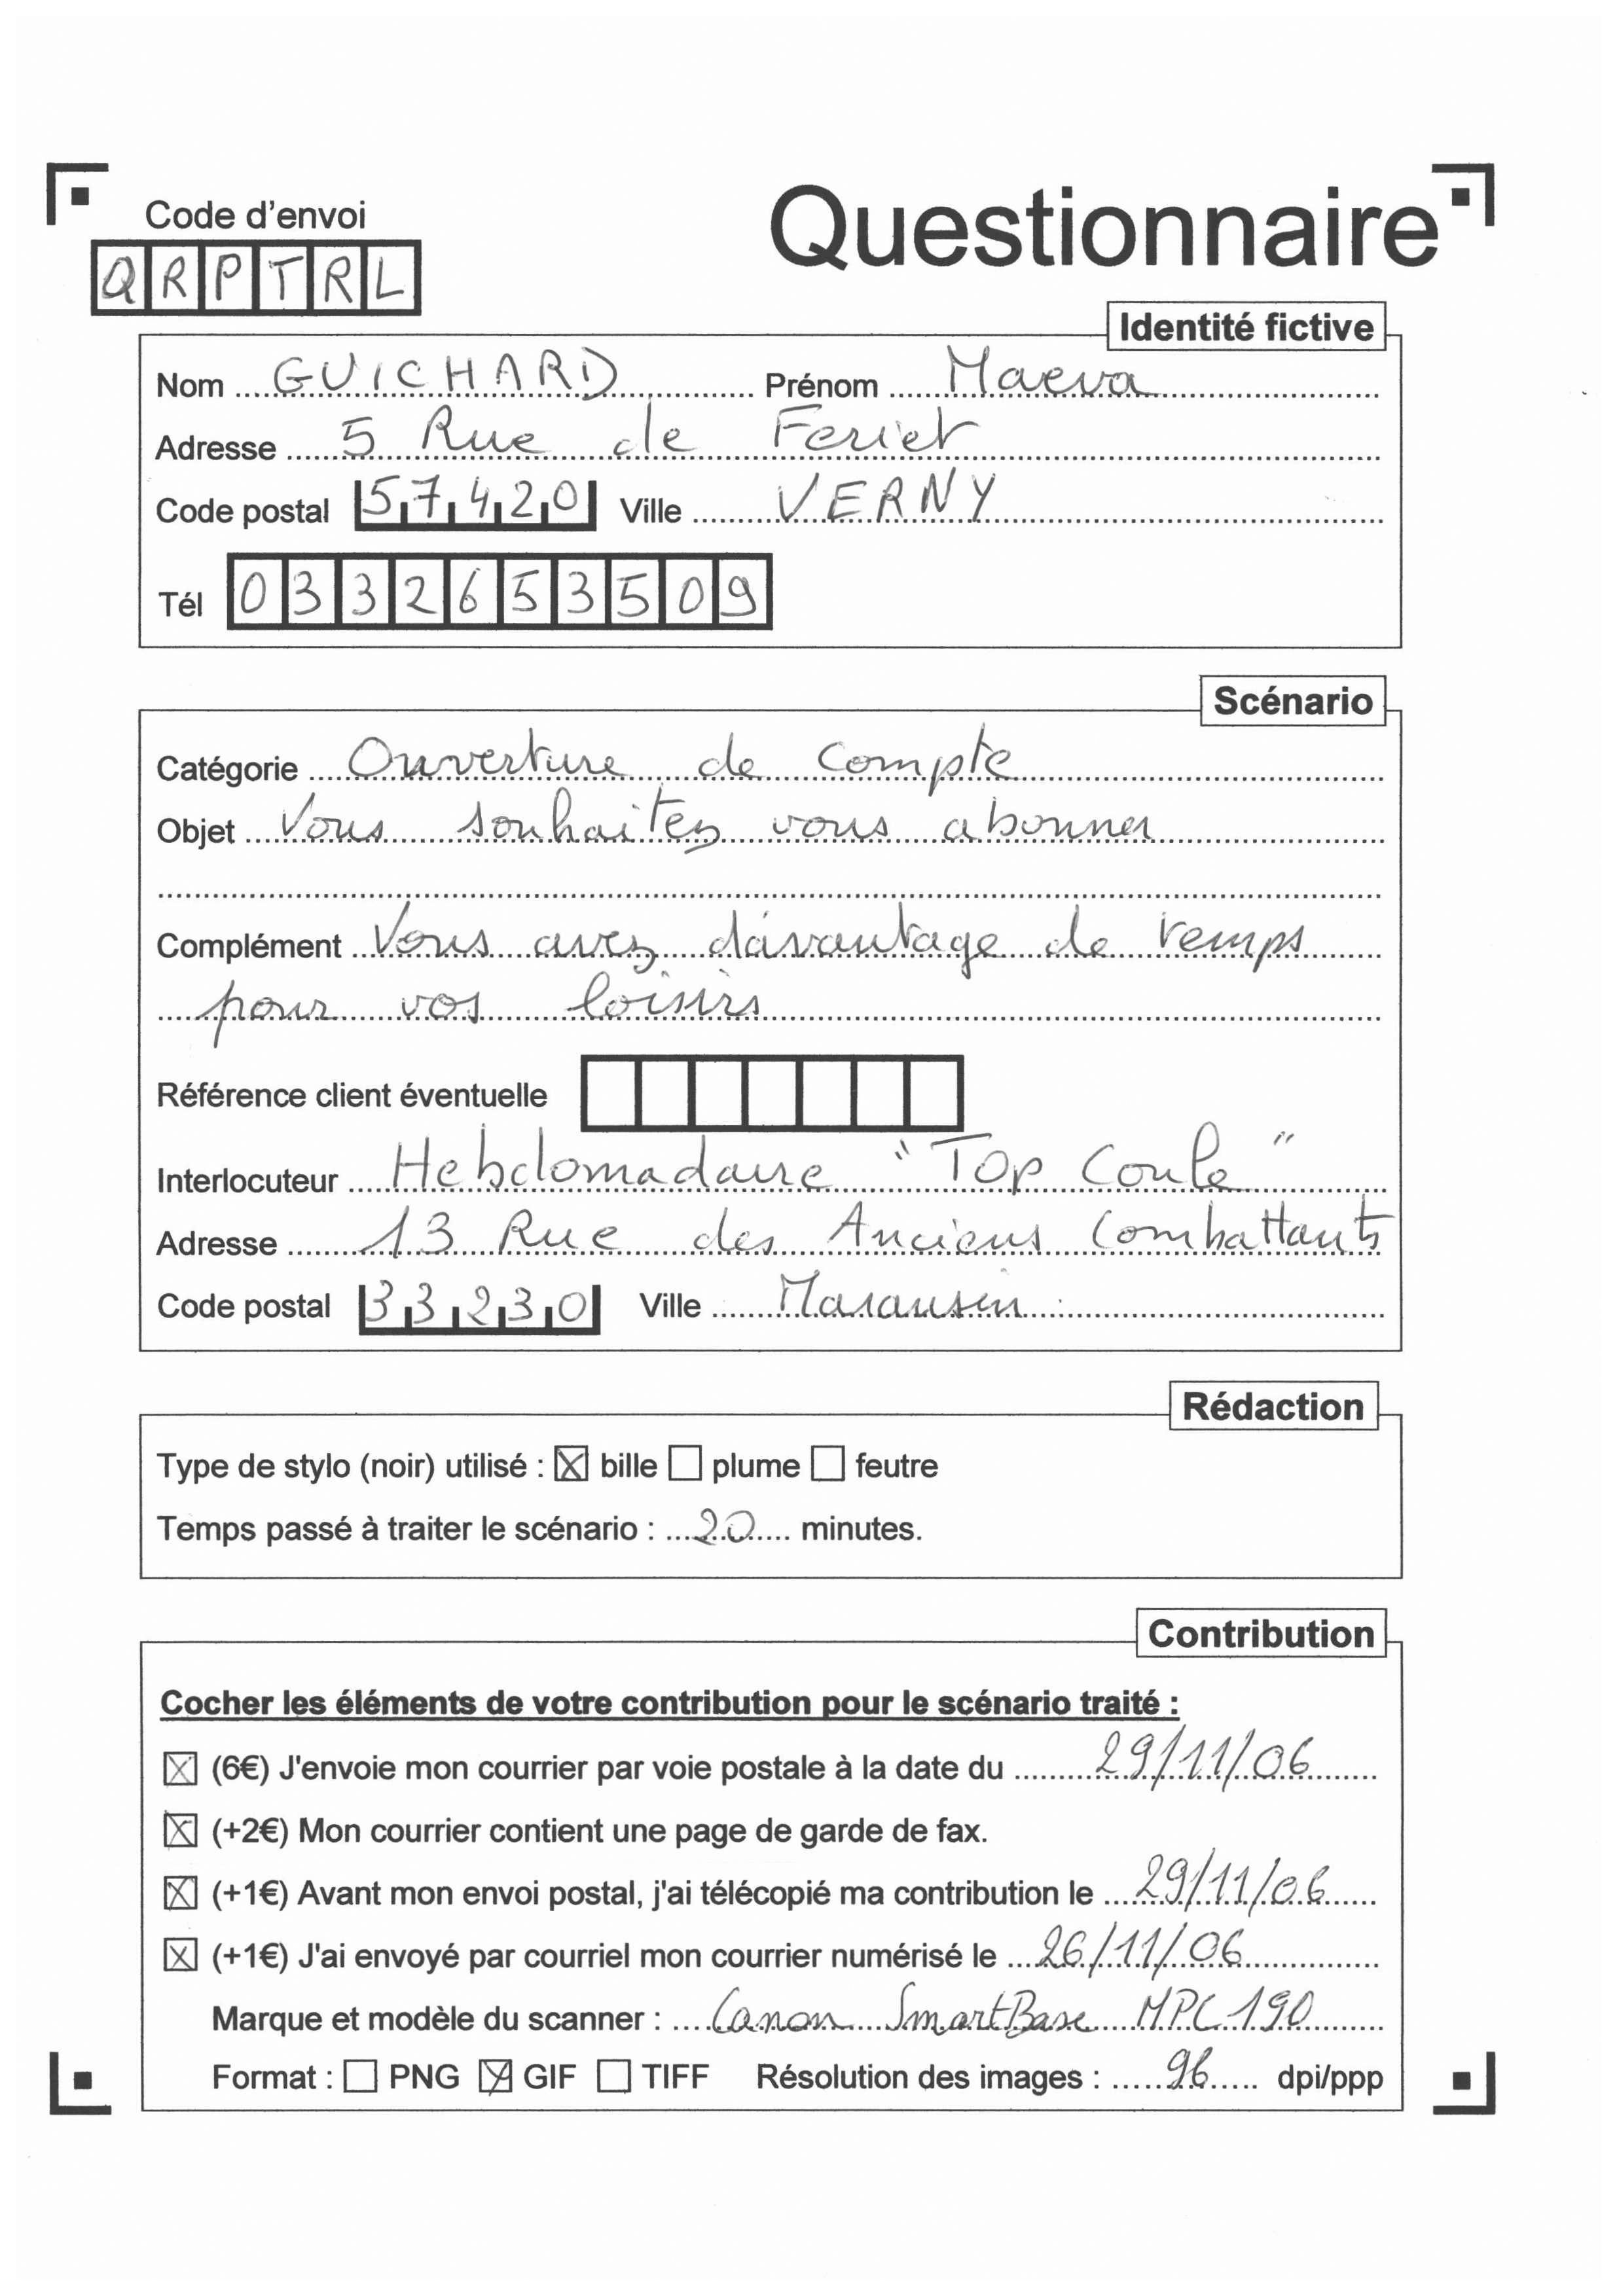 Code d'envoi
Questionnaire
QRPTRL
Identité fictive
Nom GUICHARD Prénom Maeva
Adresse 5 Rue de Feriet
Code postal 57420 Ville VERNY
Tél 0332653509
Scénario
Catégorie Ouverture de compte
Objet Vous souhaitez vous abonner
Complément Vous avez davantage de temps
pour vos loisirs
Référence client éventuelle
Interlocuteur Hebdomadaire "Top Coule"
Adresse 13 Rue des Anciens Combattants
Code postal 33230 Ville Maransin
Rédaction
Type de stylo (noir) utilisé : ☒ bille ☐ plume ☐ feutre
Temps passé à traiter le scénario : 20 minutes.
Contribution
Cocher les éléments de votre contribution pour le scénario traité :
☒ (6€) J'envoie mon courrier par voie postale à la date du 29/11/06
☒ (+2€) Mon courrier contient une page de garde de fax.
☒ (+1€) Avant mon envoi postal, j'ai télécopié ma contribution le 29/11/06
☒ (+1€) J'ai envoyé par courriel mon courrier numérisé le 26/11/06
Marque et modèle du scanner : Canon SmartBase MPC 190
Format : ☐ PNG ☒ GIF ☐ TIFF Résolution des images : 96 dpi/ppp